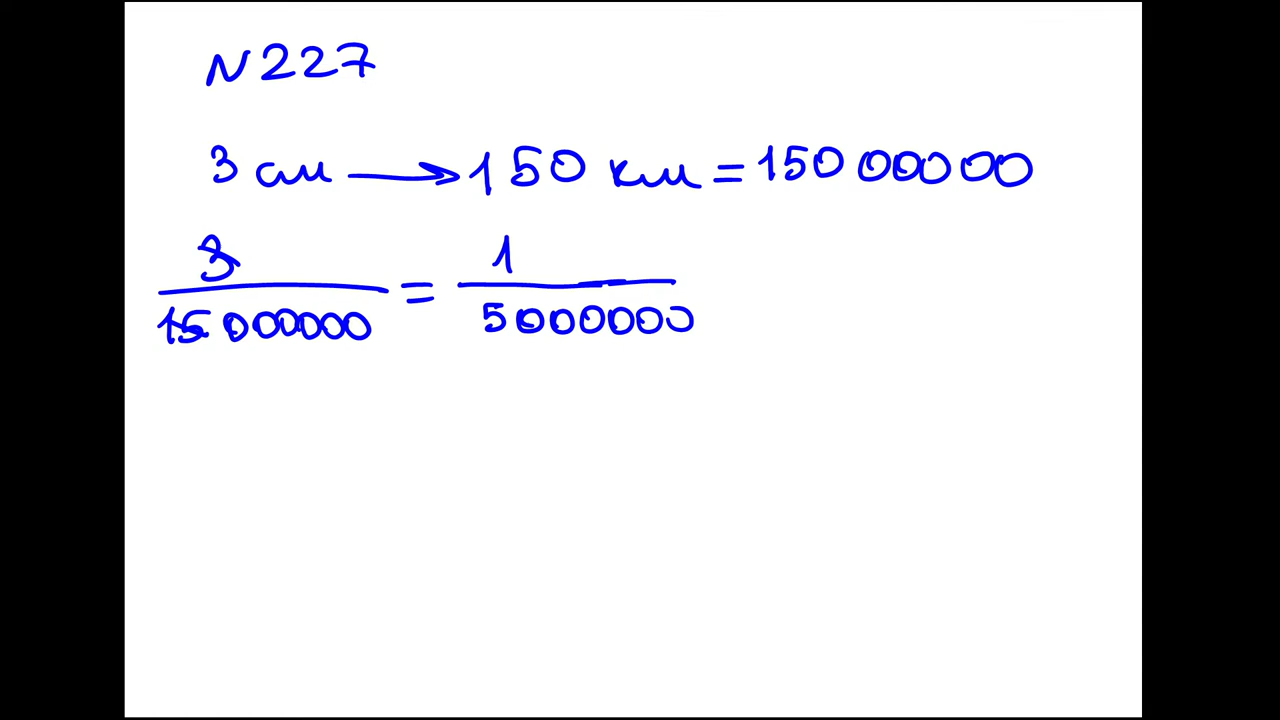 N227
3 см → 150 км = 15000000
3/15000000 = 1/5000000